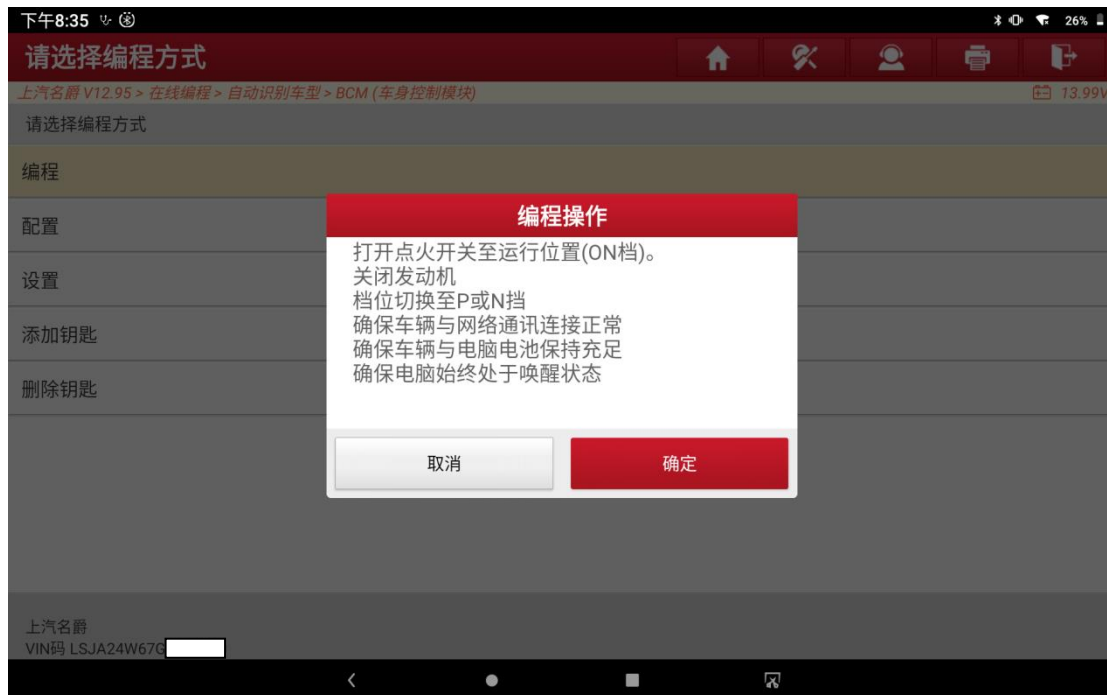 下午8:35
26%
请选择编程方式
上汽名爵 V12.95 > 在线编程 > 自动识别车型 > BCM (车身控制模块)
13.99V
请选择编程方式
编程
配置
设置
添加钥匙
删除钥匙
编程操作
打开点火开关至运行位置(ON档)。
关闭发动机
档位切换至P或N挡
确保车辆与网络通讯连接正常
确保车辆与电脑电池保持充足
确保电脑始终处于唤醒状态
取消
确定
上汽名爵
VIN码 LSJA24W67G